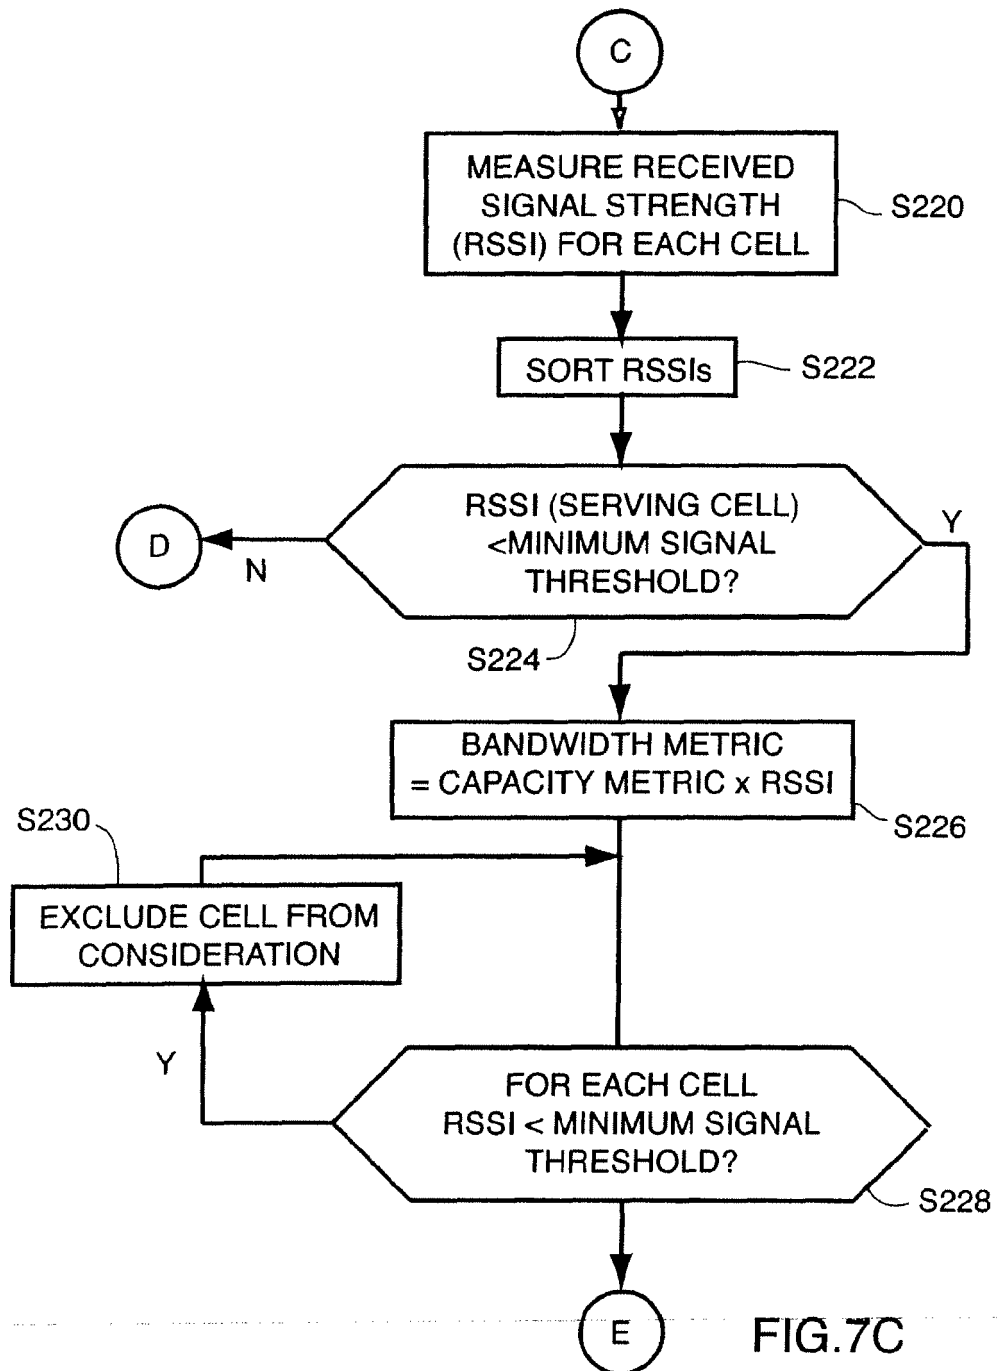 C
MEASURE RECEIVED
SIGNAL STRENGTH
(RSSI) FOR EACH CELL
S220
SORT RSSIs
S222
RSSI (SERVING CELL)
<MINIMUM SIGNAL
THRESHOLD?
Y
D
N
S224
BANDWIDTH METRIC
= CAPACITY METRIC x RSSI
S226
S230
EXCLUDE CELL FROM
CONSIDERATION
Y
FOR EACH CELL
RSSI < MINIMUM SIGNAL
THRESHOLD?
S228
E
FIG.7C